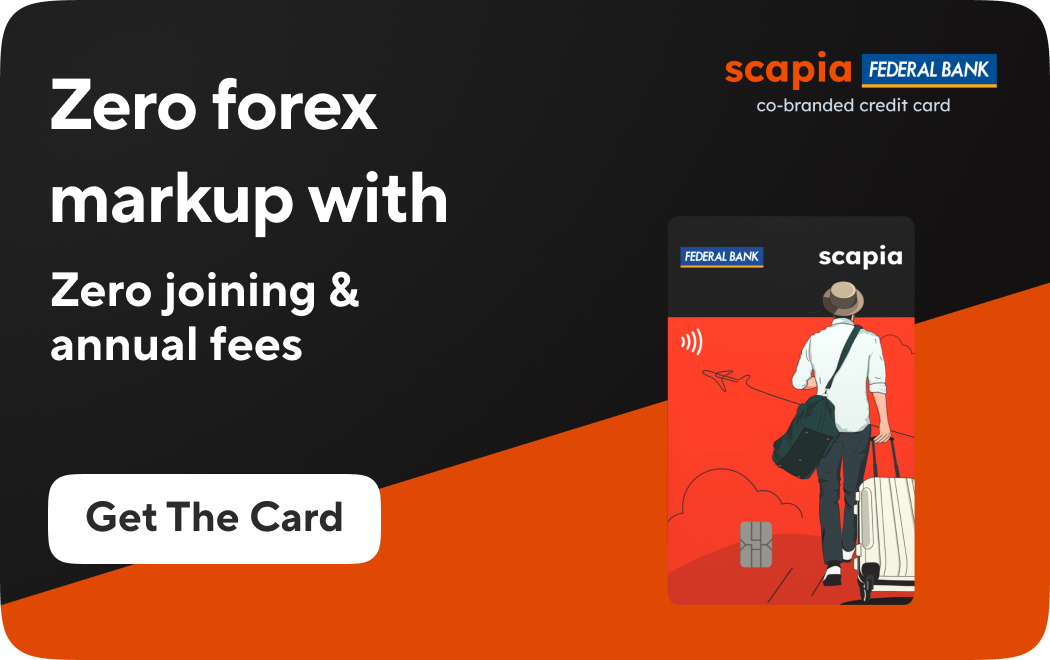 Zero forex
markup with
Zero joining &
annual fees
Get The Card
scapia FEDERAL BANK
co-branded credit card
FEDERAL BANK scapia